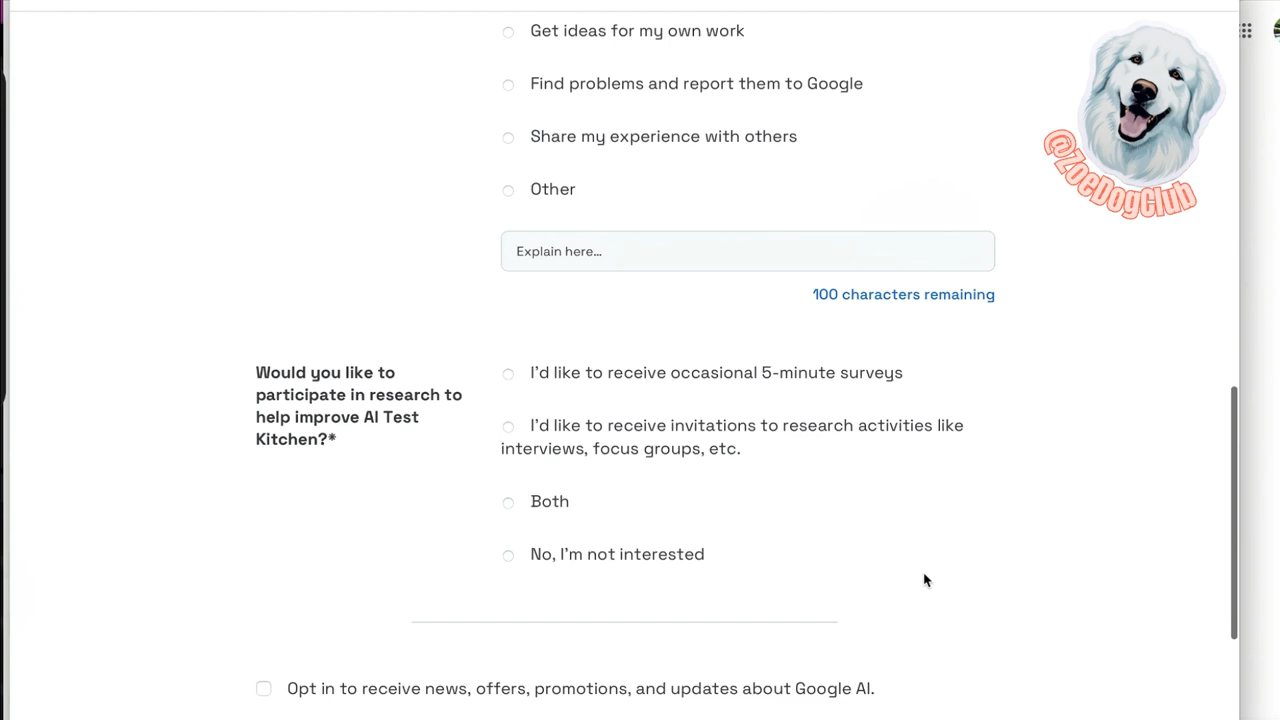 Get ideas for my own work
Find problems and report them to Google
Share my experience with others
Other
Explain here...
100 characters remaining
Would you like to
participate in research to
help improve AI Test
Kitchen?*
I'd like to receive occasional 5-minute surveys
I'd like to receive invitations to research activities like
interviews, focus groups, etc.
Both
No, I'm not interested
Opt in to receive news, offers, promotions, and updates about Google AI.
@ZoeDogClub